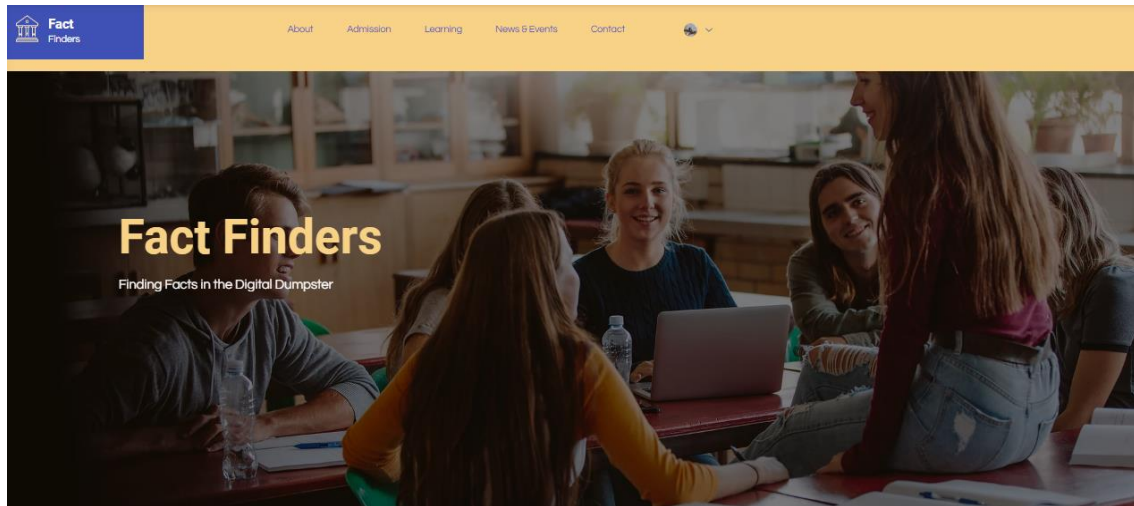 Fact
Finders
About Admission Learning News & Events Contact
Fact Finders
Finding Facts in the Digital Dumpster